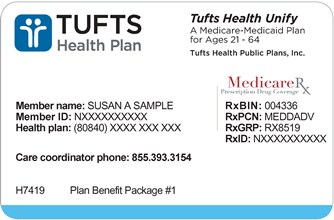 TUFTS
Health Plan
Tufts Health Unify
A Medicare-Medicaid Plan
for Ages 21 - 64
Tufts Health Public Plans, Inc.
MedicareRx
Prescription Drug Coverage
Member name: SUSAN A SAMPLE
Member ID: NXXXXXXXXXX
Health plan: (80840) XXXX XXX XXX
RxBIN: 004336
RxPCN: MEDDADV
RxGRP: RX8519
RxID: NXXXXXXXXXX
Care coordinator phone: 855.393.3154
H7419 Plan Benefit Package #1